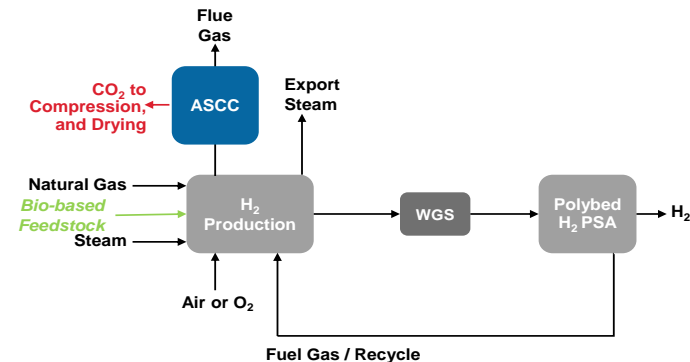 Flue
Gas
CO₂ to
Compression,
and Drying
ASCC
Export
Steam
Natural Gas
Bio-based
Feedstock
Steam
H₂
Production
WGS
Polybed
H₂ PSA
H₂
Air or O₂
Fuel Gas / Recycle